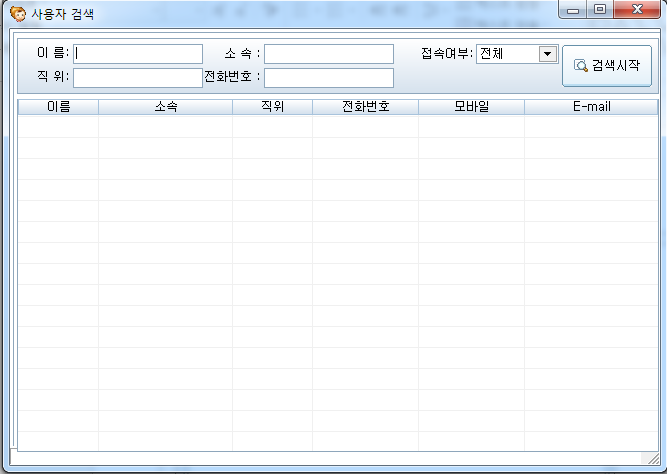 사용자 검색
이 름: 소 속 : 접속여부: 전체 검색시작
직 위: 전화번호 :
이름 소속 직위 전화번호 모바일 E-mail